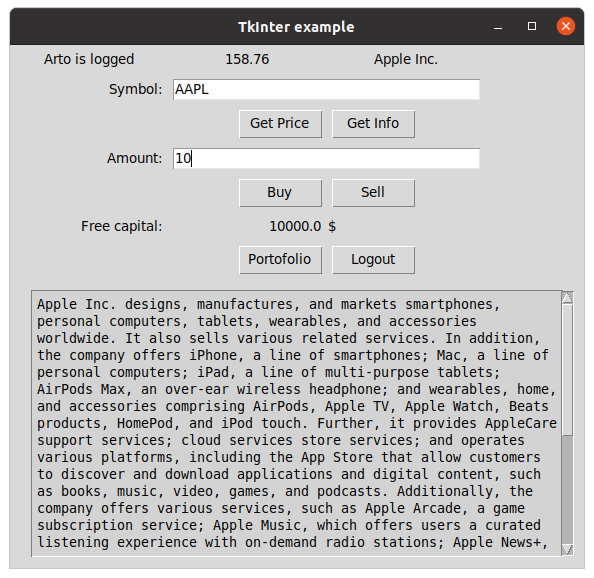 TkInter example
Arto is logged 158.76 Apple Inc.
Symbol: AAPL
Get Price Get Info
Amount: 10
Buy Sell
Free capital: 10000.0 $
Portofolio Logout
Apple Inc. designs, manufactures, and markets smartphones,
personal computers, tablets, wearables, and accessories
worldwide. It also sells various related services. In addition,
the company offers iPhone, a line of smartphones; Mac, a line of
personal computers; iPad, a line of multi-purpose tablets;
AirPods Max, an over-ear wireless headphone; and wearables, home,
and accessories comprising AirPods, Apple TV, Apple Watch, Beats
products, HomePod, and iPod touch. Further, it provides AppleCare
support services; cloud services store services; and operates
various platforms, including the App Store that allow customers
to discover and download applications and digital content, such
as books, music, video, games, and podcasts. Additionally, the
company offers various services, such as Apple Arcade, a game
subscription service; Apple Music, which offers users a curated
listening experience with on-demand radio stations; Apple News+,